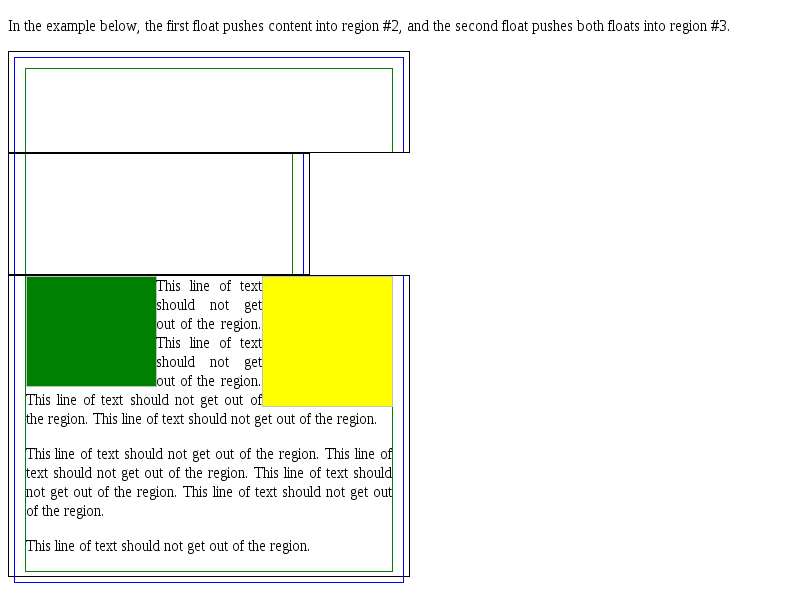 In the example below, the first float pushes content into region #2, and the second float pushes both floats into region #3.
This line of text
should not get
out of the region.
This line of text
should not get
out of the region.
This line of text should not get out of
the region. This line of text should not get out of the region.
This line of text should not get out of the region. This line of
text should not get out of the region. This line of text should
not get out of the region. This line of text should not get out
of the region.
This line of text should not get out of the region.